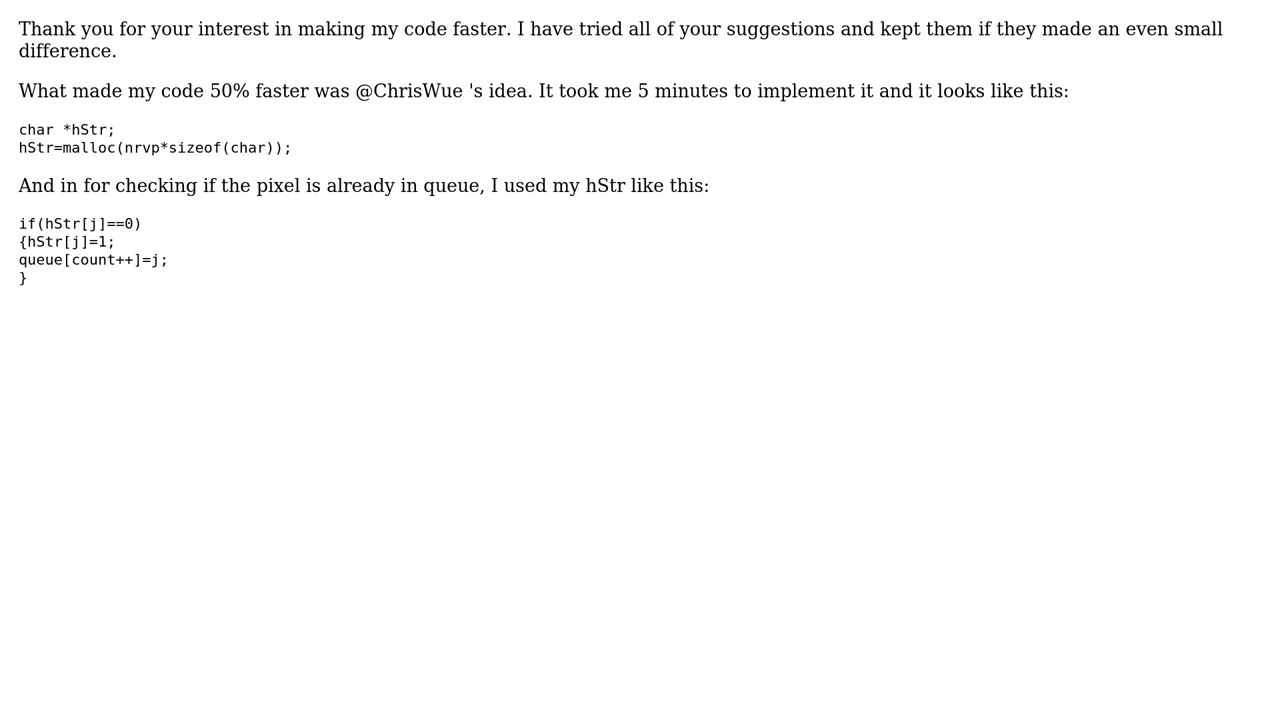 Thank you for your interest in making my code faster. I have tried all of your suggestions and kept them if they made an even small
difference.
What made my code 50% faster was @ChrisWue 's idea. It took me 5 minutes to implement it and it looks like this:
char *hStr;
hStr=malloc(nrvp*sizeof(char));
And in for checking if the pixel is already in queue, I used my hStr like this:
if(hStr[j]==0)
{hStr[j]=1;
queue[count++]=j;
}